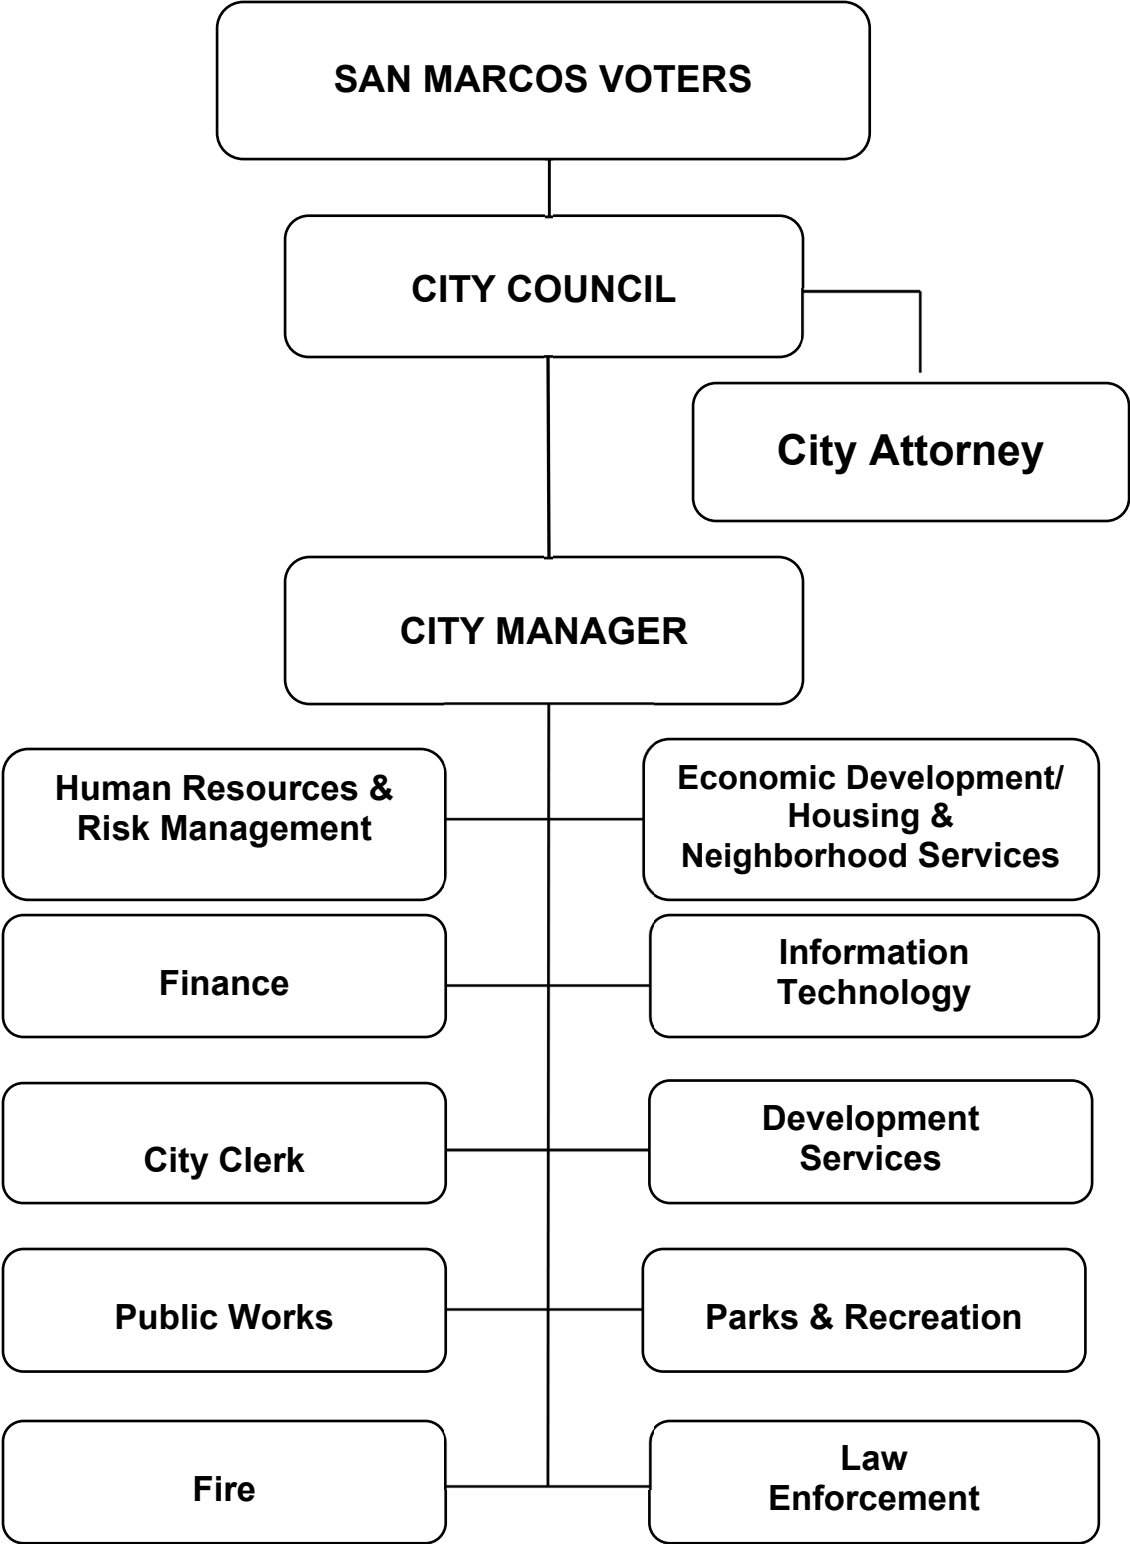 SAN MARCOS VOTERS
CITY COUNCIL
City Attorney
CITY MANAGER
Human Resources &
Risk Management
Economic Development/
Housing &
Neighborhood Services
Finance
Information
Technology
City Clerk
Development
Services
Public Works
Parks & Recreation
Fire
Law
Enforcement